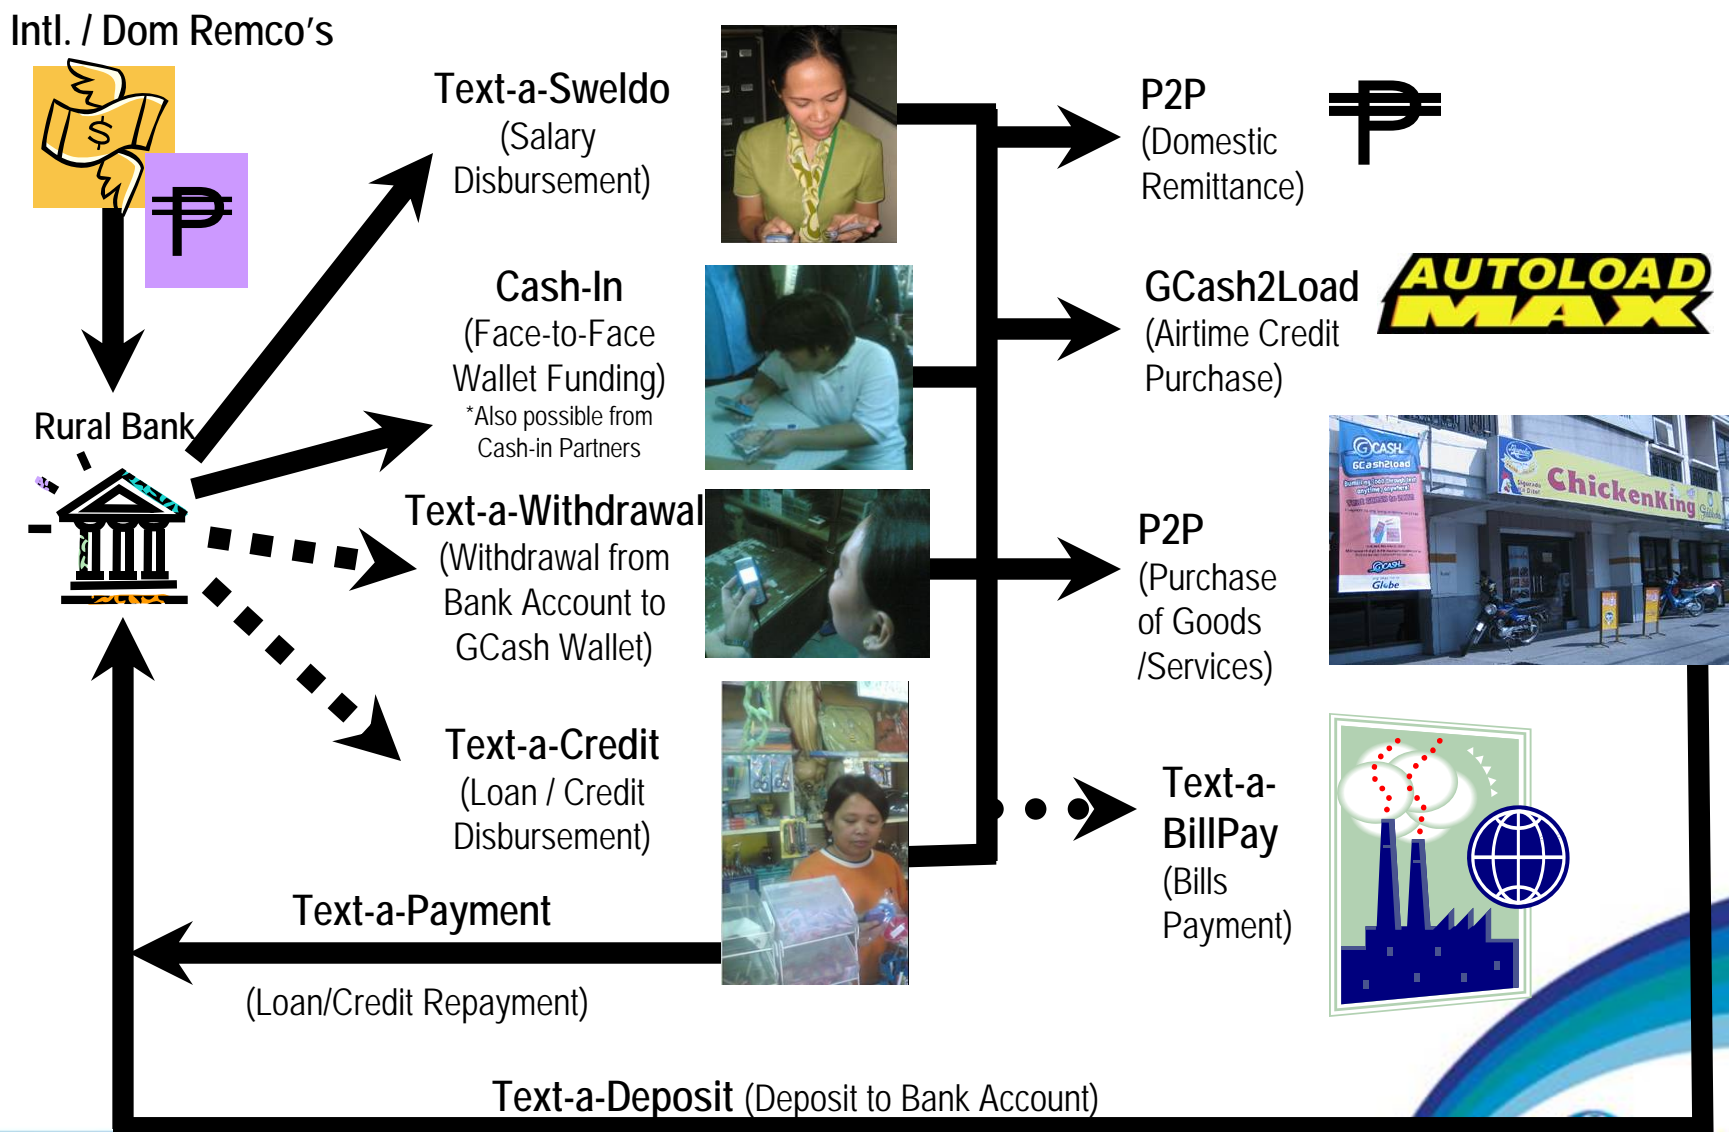 Intl. / Dom Remco's
$
Text-a-Sweldo
(Salary
Disbursement)
P2P
(Domestic
Remittance)
₱
₱
Cash-In
(Face-to-Face
Wallet Funding)
*Also possible from
Cash-in Partners
GCash2Load
(Airtime Credit
Purchase)
AUTOLOAD
MAX
Rural Bank
Text-a-Withdrawal
(Withdrawal from
Bank Account to
GCash Wallet)
P2P
(Purchase
of Goods
/Services)
GCASH
GCash2load
ChickenKing
GCASH
Globe
Text-a-Credit
(Loan / Credit
Disbursement)
Text-a-
BillPay
(Bills
Payment)
Text-a-Payment
(Loan/Credit Repayment)
Text-a-Deposit (Deposit to Bank Account)